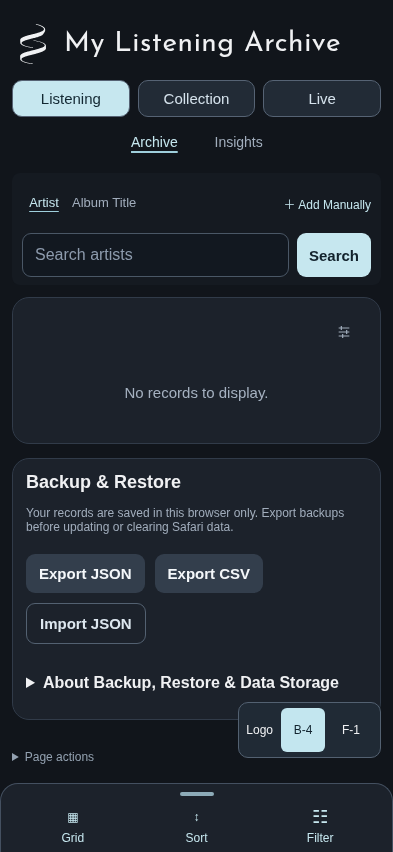 My Listening Archive
Listening Collection Live
Archive Insights
Artist Album Title + Add Manually
Search artists Search
No records to display.
Backup & Restore
Your records are saved in this browser only. Export backups
before updating or clearing Safari data.
Export JSON Export CSV
Import JSON
About Backup, Restore & Data Storage
Logo B-4 F-1
Page actions
Grid Sort Filter